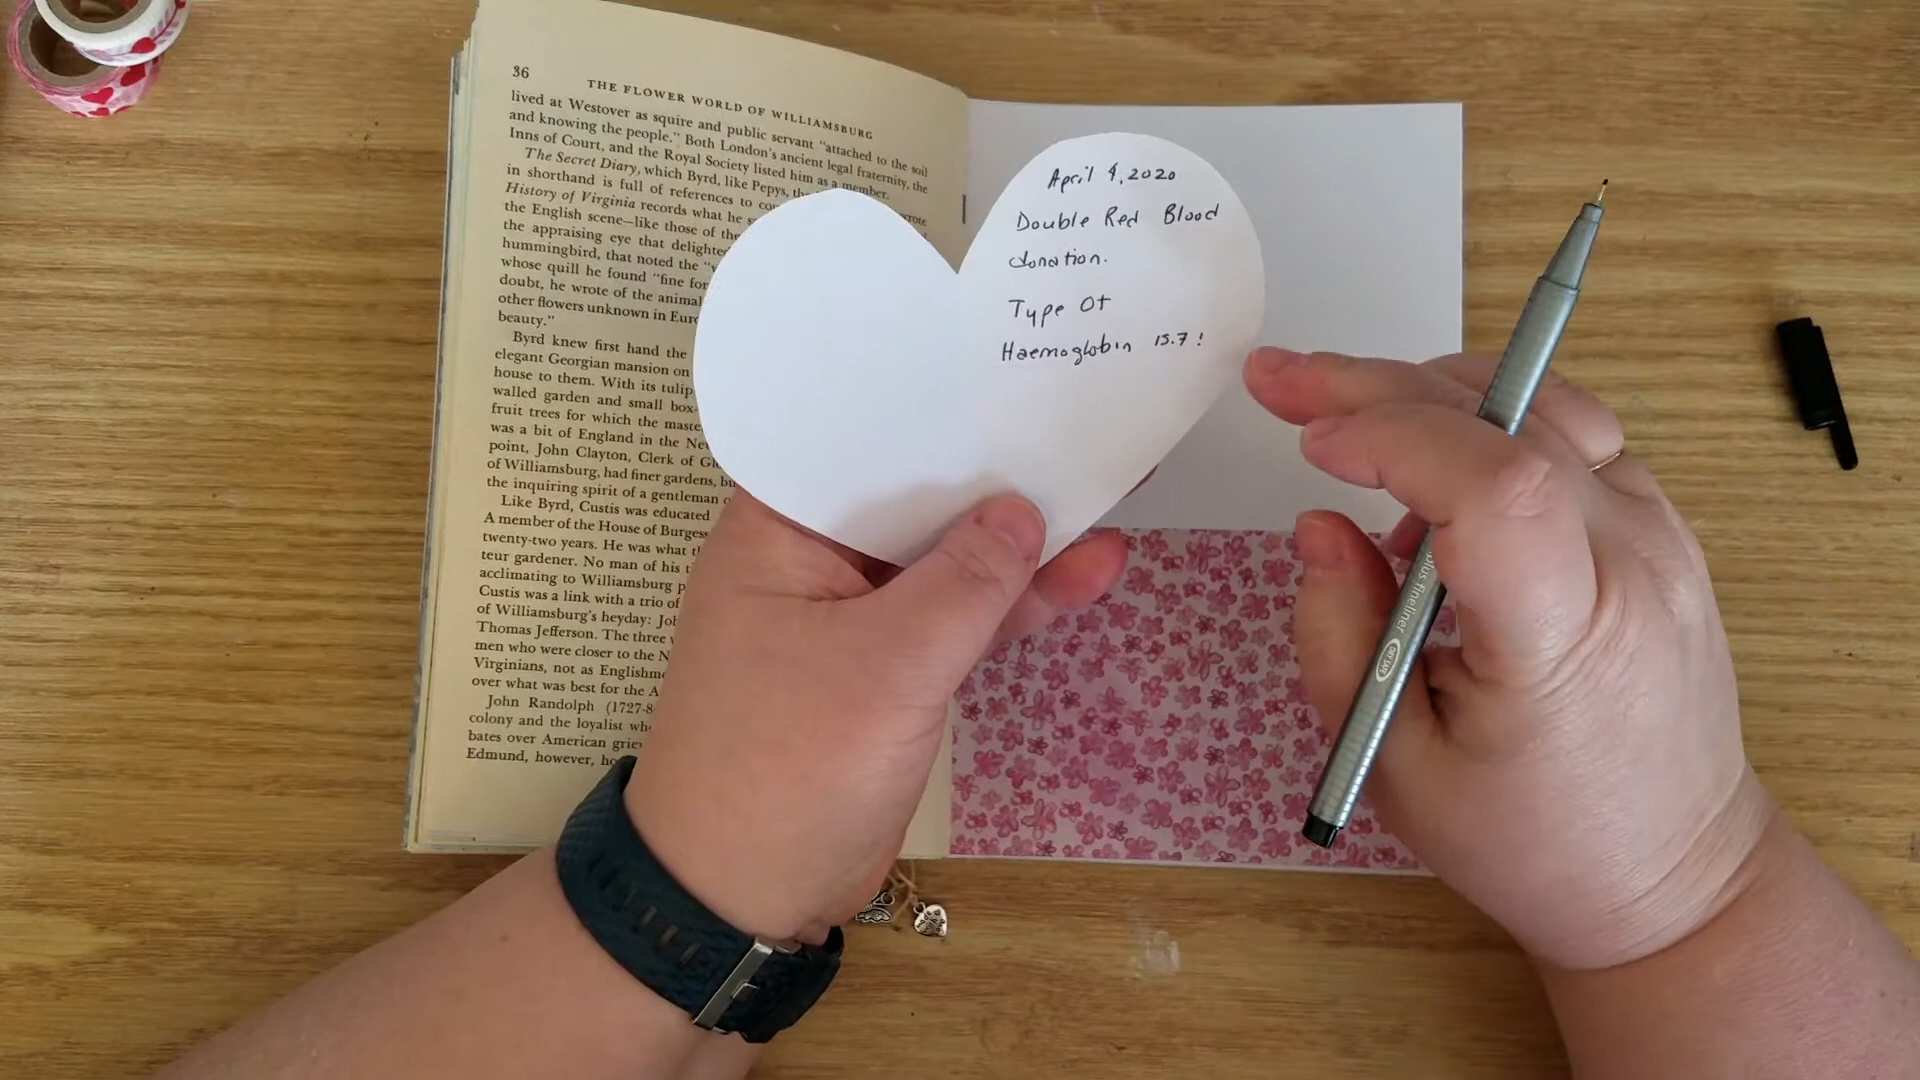 36
THE FLOWER WORLD OF WILLIAMSBURG
lived at Westover as squire and public servant "attached to the soil
and knowing the people." Both London's ancient legal fraternity, the
Inns of Court, and the Royal Society listed him as a member.
The Secret Diary, which Byrd, like Pepys,
in shorthand is full of references to
wrote
History of Virginia records what he
the English scene—like those of the
the appraising eye that delighted
hummingbird, that noted the
whose quill he found "fine for
doubt, he wrote of the animal
other flowers unknown in
beauty."
Byrd knew first hand the
elegant Georgian mansion on
house to them. With its tulip
walled garden and small box-
fruit trees for which the
was a bit of England in the
point, John Clayton, Clerk of
of Williamsburg, had finer gardens,
the inquiring spirit of a gentleman
Like Byrd, Custis was educated
A member of the House of
twenty-two years. He was what
teur gardener. No man of his
acclimating to Williamsburg
Custis was a link with a trio of
of Williamsburg's heyday:
Thomas Jefferson. The three
men who were closer to the
Virginians, not as
over what was best for the
John Randolph (1727-8
colony and the loyalist
bates over American
Edmund, however,
April 4, 2020
Double Red Blood
donation.
Type O+
Haemoglobin 15.7!
plus fineliner
DRY SAFE